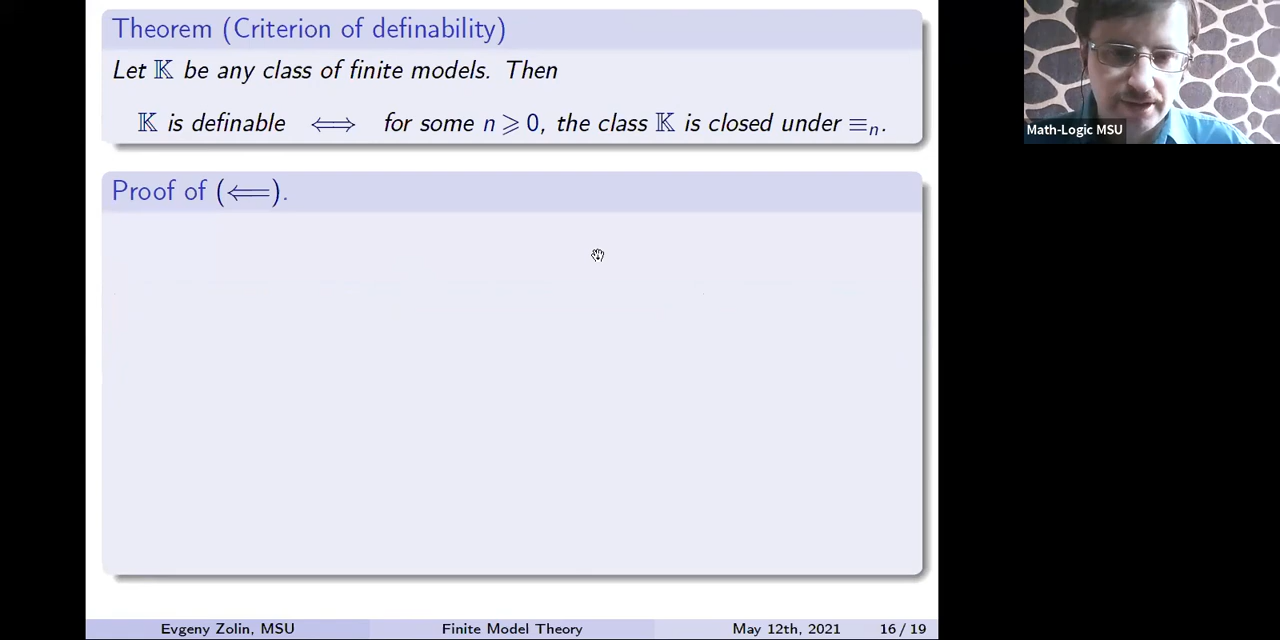 Theorem (Criterion of definability)
Let 𝕂 be any class of finite models. Then
𝕂 is definable ⟺ for some n ⩾ 0, the class 𝕂 is closed under ≡ₙ.
Proof of (⟸).
Math-Logic MSU
Evgeny Zolin, MSU Finite Model Theory May 12th, 2021 16 / 19